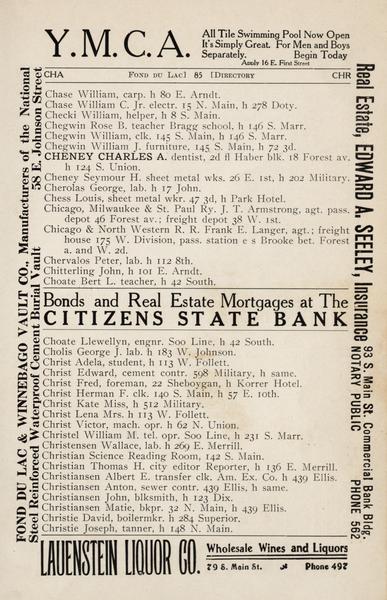 Y.M.C.A.
All Tile Swimming Pool Now Open
It's Simply Great. For Men and Boys
Separately. Begin Today
Apply 16 E. First Street
CHA FOND DU LAC] 85 [DIRECTORY CHR
Chase William, carp. h 80 E. Arndt.
Chase William C. Jr. electr. 15 N. Main, h 278 Doty.
Checki William, helper, h 8 S. Main.
Chegwin Rose B. teacher Bragg school, h 146 S. Marr.
Chegwin William, clk. 145 S. Main, h 146 S. Marr.
Chegwin William J. furniture, 145 S. Main, h 72 3d.
CHENEY CHARLES A. dentist, 2d fl Haber blk. 18 Forest av.
h 124 S. Union.
Cheney Seymour H. sheet metal wks. 26 E. 1st, h 202 Military.
Cherolas George, lab. h 17 John.
Chess Louis, sheet metal wkr. 47 3d, h Park Hotel.
Chicago, Milwaukee & St. Paul Ry. J. T. Armstrong, agt. pass.
depot 46 Forest av.; freight depot 38 W. 1st.
Chicago & North Western R. R. Frank E. Langer, agt.; freight
house 175 W. Division, pass. station e s Brooke bet. Forest
a. and W. 2d.
Chervalos Peter, lab. h 112 8th.
Chitterling John, h 101 E. Arndt.
Choate Bert L. teacher, h 42 South.
Bonds and Real Estate Mortgages at The
CITIZENS STATE BANK
Choate Llewellyn, engnr. Soo Line, h 42 South.
Cholis George J. lab. h 183 W. Johnson.
Christ Adela, student, h 113 W. Follett.
Christ Edward, cement contr. 598 Military, h same.
Christ Fred, foreman, 22 Sheboygan, h Korrer Hotel.
Christ Herman F. clk. 140 S. Main, h 57 E. 10th.
Christ Kate Miss, h 512 Military.
Christ Lena Mrs. h 113 W. Follett.
Christ Victor, mach. opr. h 62 N. Union.
Christel William M. tel. opr. Soo Line, h 231 S. Marr.
Christensen Wallace, lab. h 269 E. Merrill.
Christian Science Reading Room, 142 S. Main.
Christian Thomas H. city editor Reporter, h 136 E. Merrill.
Christiansen Albert E. transfer clk. Am. Ex. Co. h 439 Ellis.
Christiansen Anton, sewer contr. 439 Ellis, h same.
Christiansen John, blksmith, h 123 Dix.
Christiansen Matie, bkpr. 32 N. Main, h 439 Ellis.
Christie David, boilermkr. h 284 Superior.
Christie Joseph, tanner, h 148 N. Main.
LAUENSTEIN LIQUOR CO.
Wholesale Wines and Liquors
79 S. Main St. Phone 497
FOND DU LAC & WINNEBAGO VAULT CO., Manufacturers of the National
Steel Reinforced Waterproof Cement Burial Vault 58 E. Johnson Street
Real Estate, EDWARD A. SEELEY, Insurance
93 S. Main St. Commercial Bank Bldg.
NOTARY PUBLIC PHONE 562